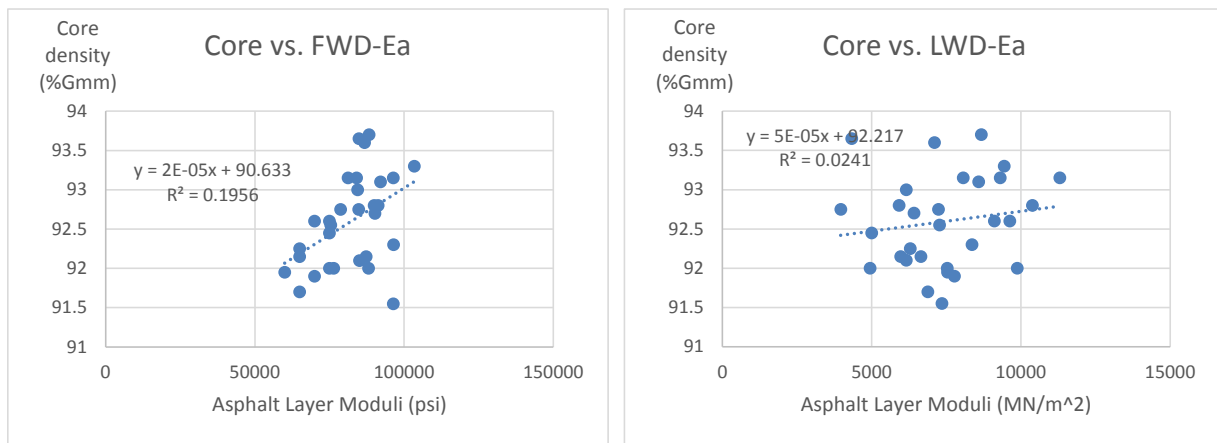 Core
density
(%Gmm)
Core vs. FWD-Ea
94
93.5
93
92.5
92
91.5
91
y = 2E-05x + 90.633
R² = 0.1956
0
50000
100000
150000
Asphalt Layer Moduli (psi)
Core
density
(%Gmm)
Core vs. LWD-Ea
94
93.5
93
92.5
92
91.5
91
y = 5E-05x + 92.217
R² = 0.0241
0
5000
10000
15000
Asphalt Layer Moduli (MN/m^2)